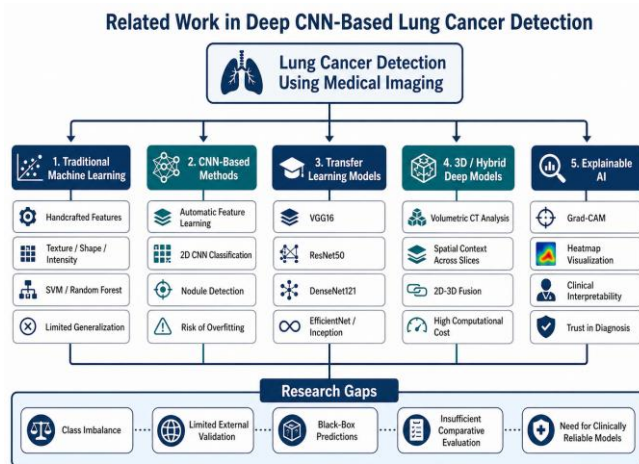 Related Work in Deep CNN-Based Lung Cancer Detection
Lung Cancer Detection
Using Medical Imaging
1. Traditional
Machine Learning
Handcrafted Features
Texture / Shape /
Intensity
SVM / Random Forest
Limited Generalization
2. CNN-Based
Methods
Automatic Feature
Learning
2D CNN Classification
Nodule Detection
Risk of Overfitting
3. Transfer
Learning Models
VGG16
ResNet50
DenseNet121
EfficientNet /
Inception
4. 3D / Hybrid
Deep Models
Volumetric CT Analysis
Spatial Context
Across Slices
2D-3D Fusion
High Computational
Cost
5. Explainable
AI
Grad-CAM
Heatmap
Visualization
Clinical
Interpretability
Trust in Diagnosis
Research Gaps
Class Imbalance
Limited External
Validation
Black-Box
Predictions
Insufficient
Comparative
Evaluation
Need for Clinically
Reliable Models